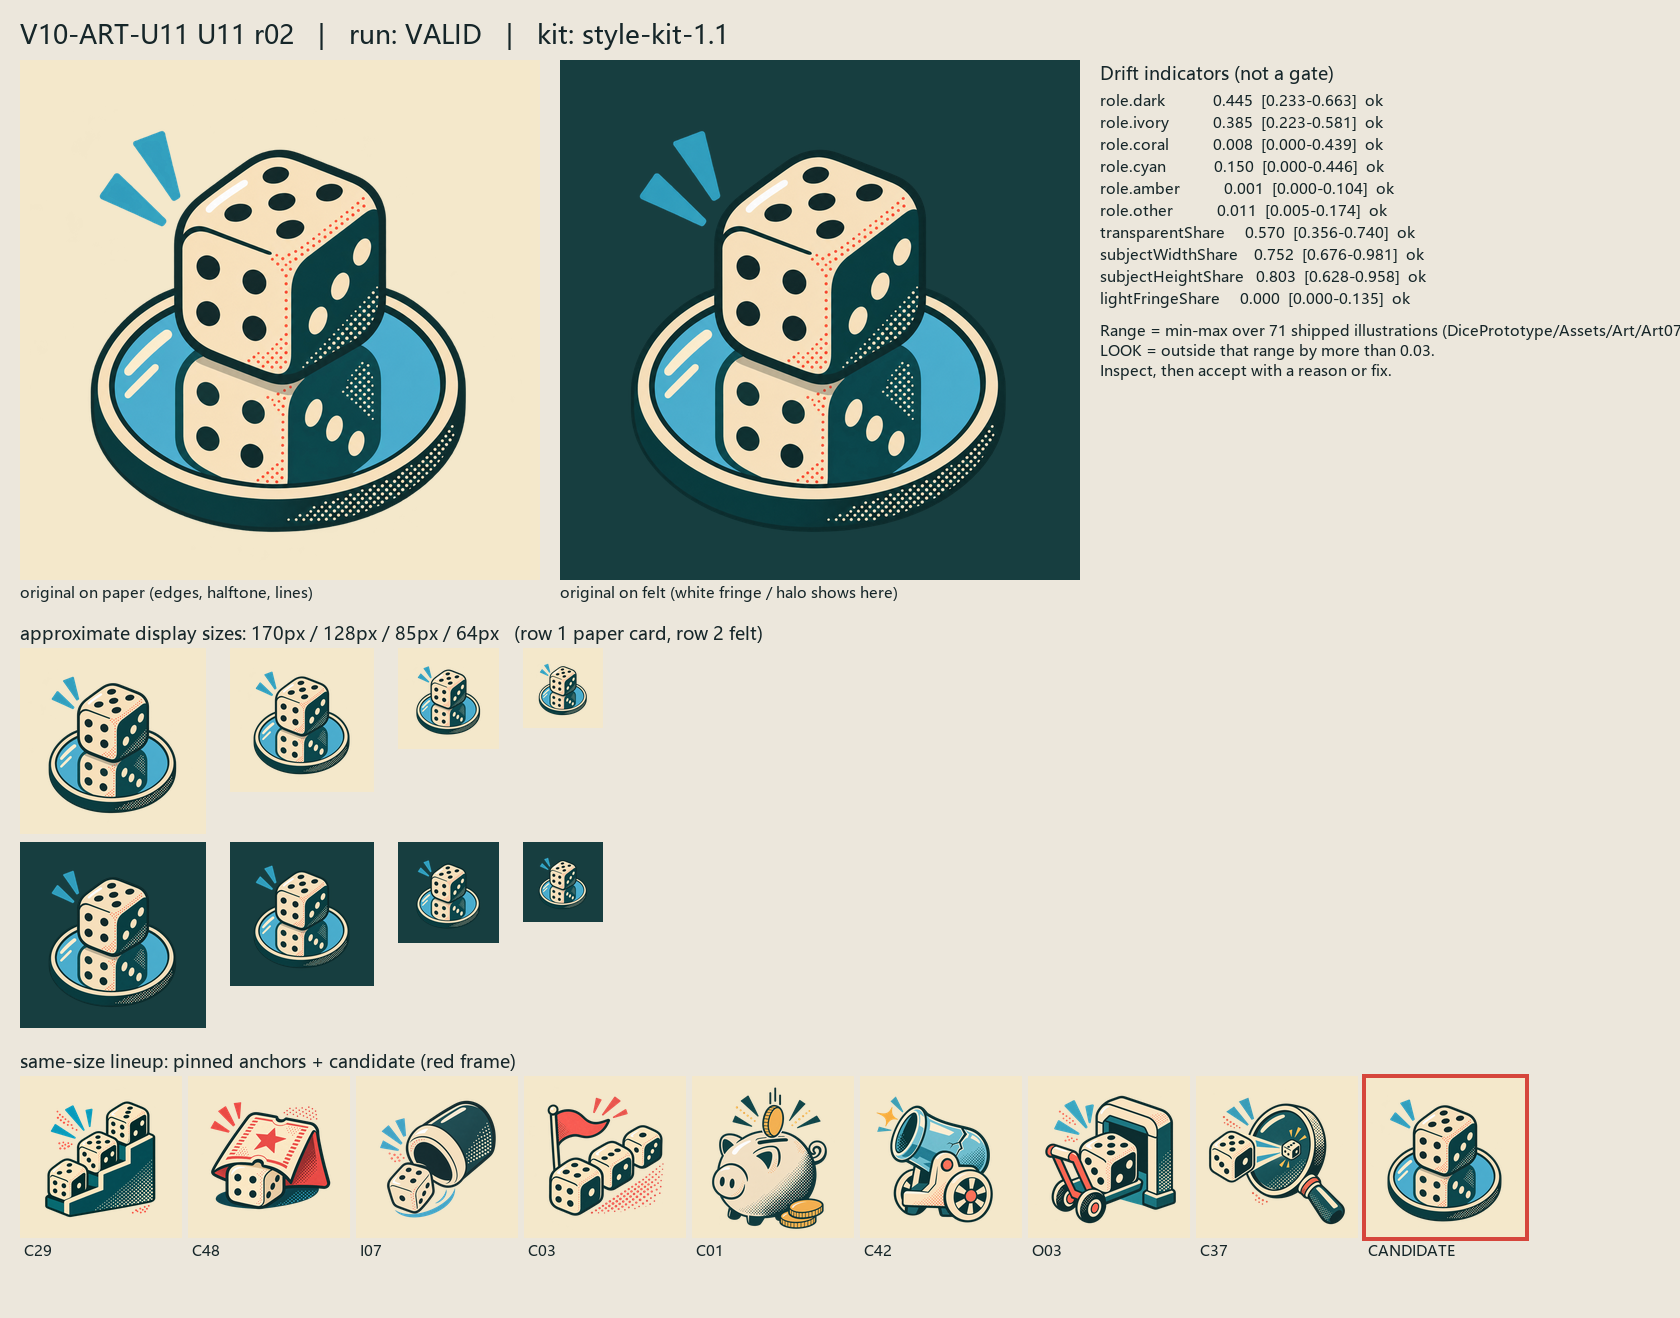 V10-ART-U11 U11 r02 | run: VALID | kit: style-kit-1.1
Drift indicators (not a gate)
role.dark 0.445 [0.233-0.663] ok
role.ivory 0.385 [0.223-0.581] ok
role.coral 0.008 [0.000-0.439] ok
role.cyan 0.150 [0.000-0.446] ok
role.amber 0.001 [0.000-0.104] ok
role.other 0.011 [0.005-0.174] ok
transparentShare 0.570 [0.356-0.740] ok
subjectWidthShare 0.752 [0.676-0.981] ok
subjectHeightShare 0.803 [0.628-0.958] ok
lightFringeShare 0.000 [0.000-0.135] ok
Range = min-max over 71 shipped illustrations (DicePrototype/Assets/Art/Art07
LOOK = outside that range by more than 0.03.
Inspect, then accept with a reason or fix.
original on paper (edges, halftone, lines)
original on felt (white fringe / halo shows here)
approximate display sizes: 170px / 128px / 85px / 64px (row 1 paper card, row 2 felt)
same-size lineup: pinned anchors + candidate (red frame)
C29
C48
I07
C03
C01
C42
O03
C37
CANDIDATE